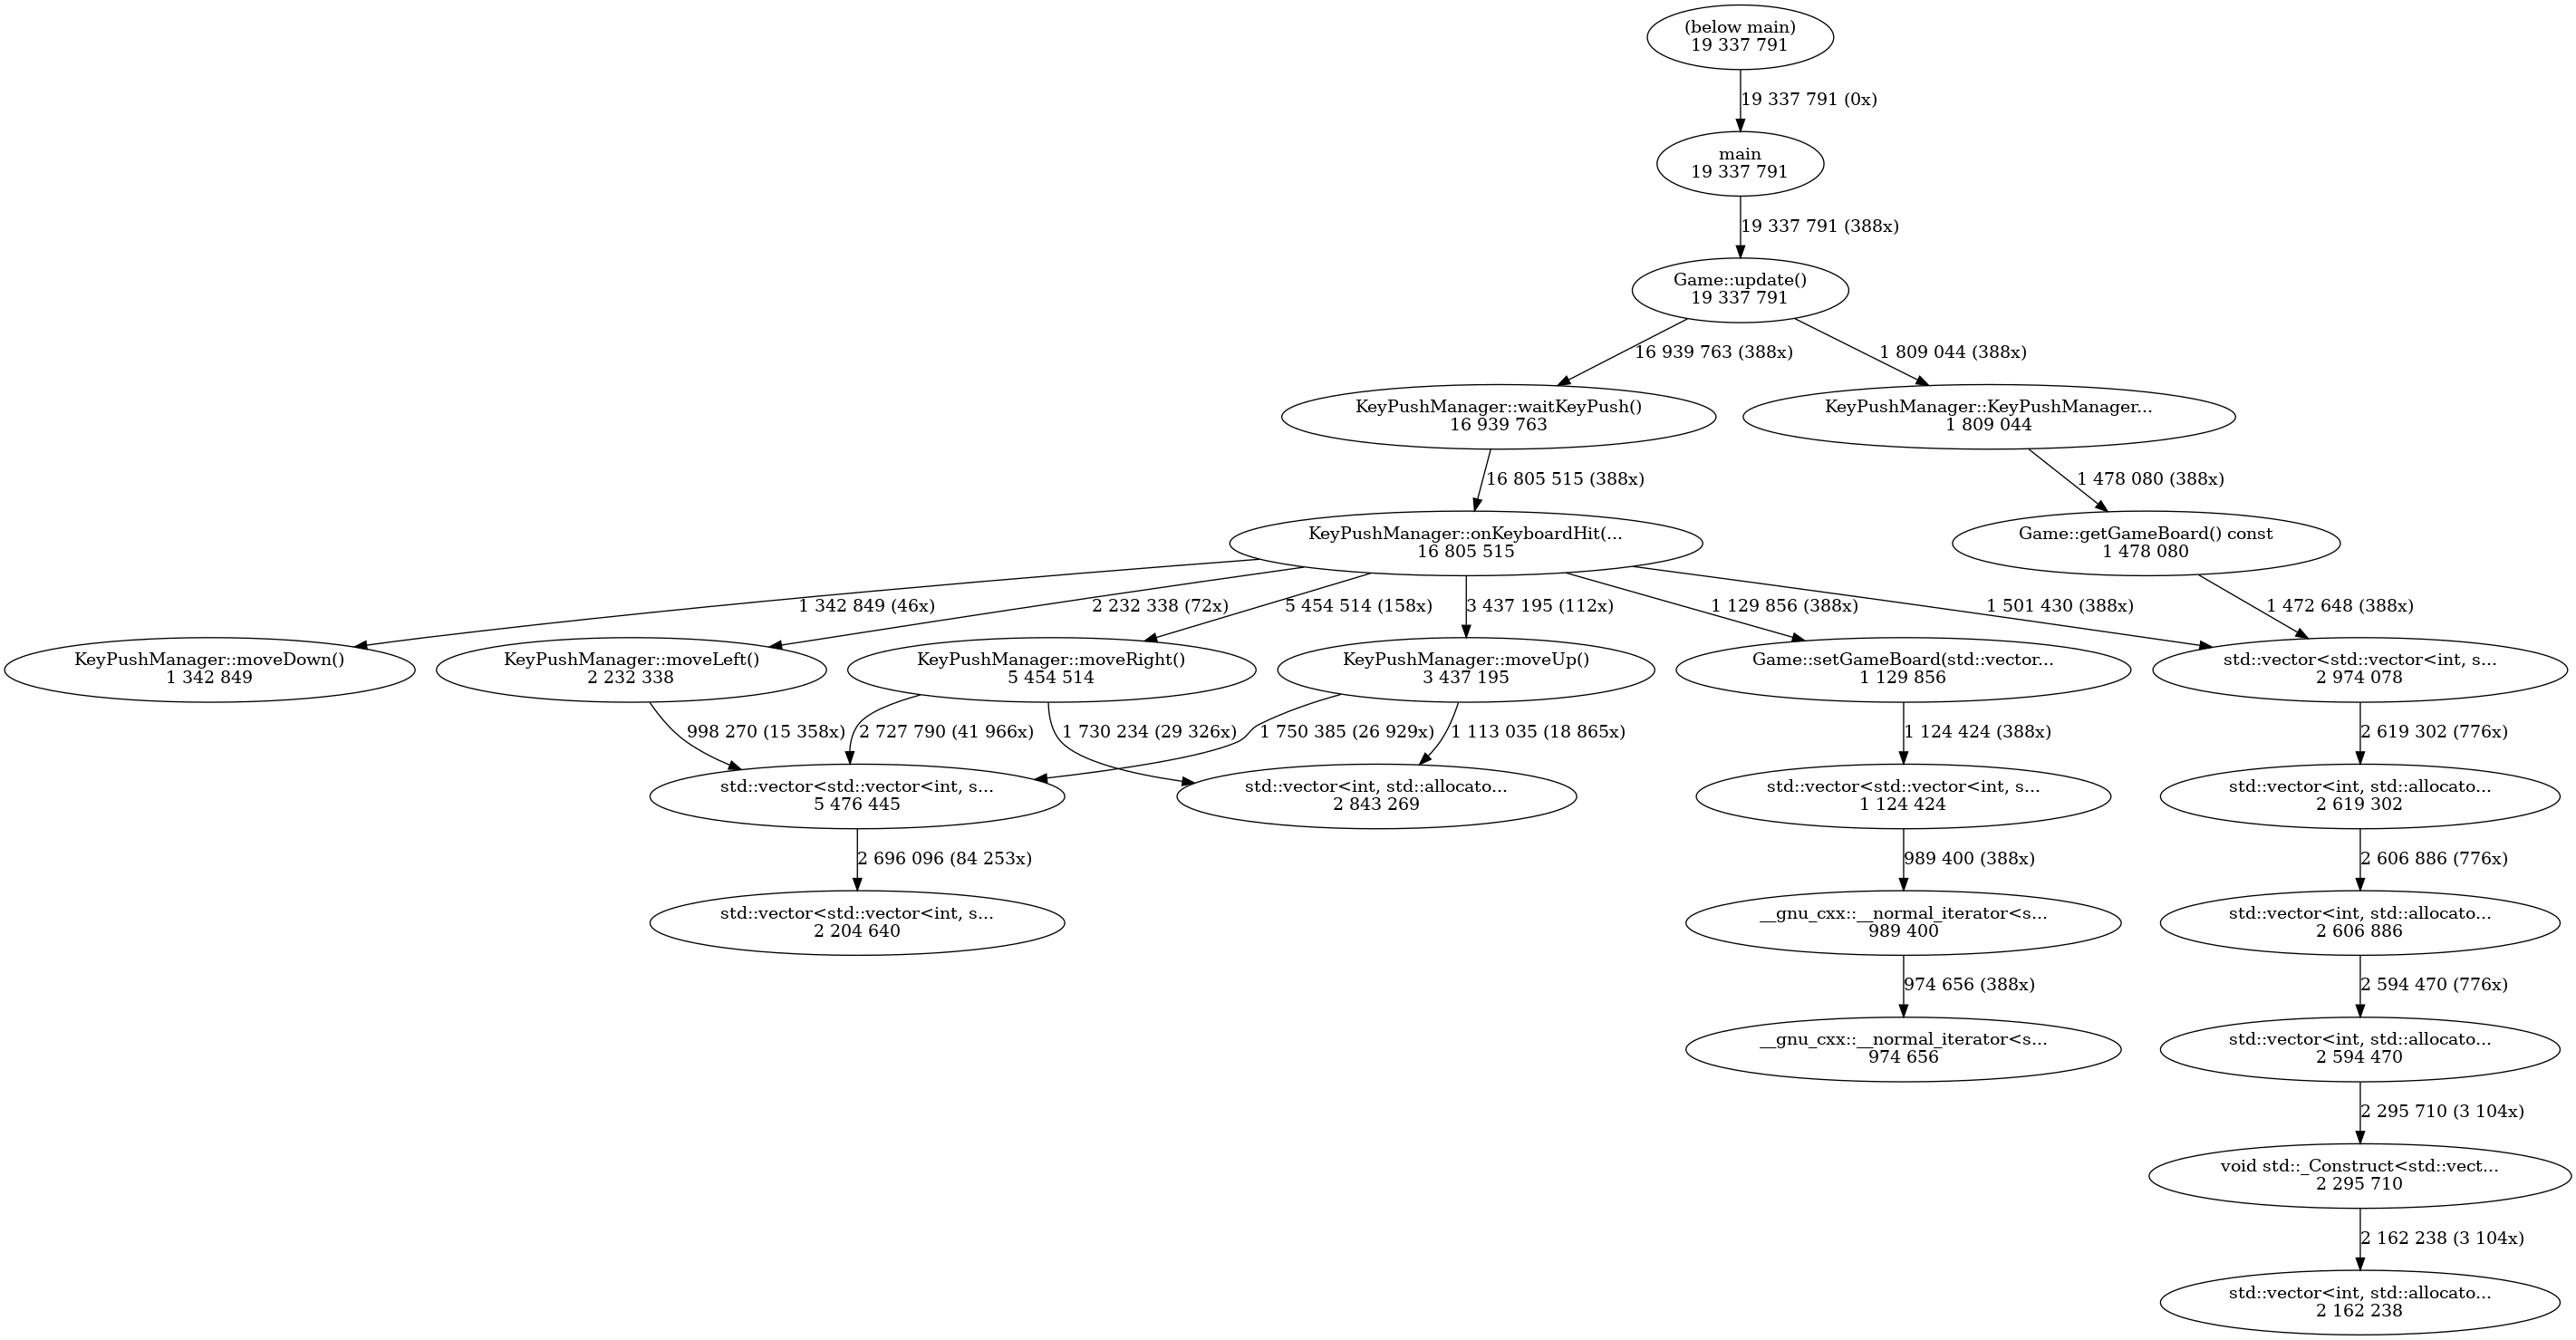 (below main)
19 337 791
19 337 791 (0x)
main
19 337 791
19 337 791 (388x)
Game::update()
19 337 791
16 939 763 (388x)
1 809 044 (388x)
KeyPushManager::waitKeyPush()
16 939 763
KeyPushManager::KeyPushManager...
1 809 044
16 805 515 (388x)
1 478 080 (388x)
KeyPushManager::onKeyboardHit(...
16 805 515
Game::getGameBoard() const
1 478 080
1 342 849 (46x)
2 232 338 (72x)
5 454 514 (158x)
3 437 195 (112x)
1 129 856 (388x)
1 501 430 (388x)
1 472 648 (388x)
KeyPushManager::moveDown()
1 342 849
KeyPushManager::moveLeft()
2 232 338
KeyPushManager::moveRight()
5 454 514
KeyPushManager::moveUp()
3 437 195
Game::setGameBoard(std::vector...
1 129 856
std::vector<std::vector<int, s...
2 974 078
998 270 (15 358x)
2 727 790 (41 966x)
1 730 234 (29 326x)
1 750 385 (26 929x)
1 113 035 (18 865x)
1 124 424 (388x)
2 619 302 (776x)
std::vector<std::vector<int, s...
5 476 445
std::vector<int, std::allocato...
2 843 269
std::vector<std::vector<int, s...
1 124 424
std::vector<int, std::allocato...
2 619 302
2 696 096 (84 253x)
989 400 (388x)
2 606 886 (776x)
std::vector<std::vector<int, s...
2 204 640
__gnu_cxx::__normal_iterator<s...
989 400
std::vector<int, std::allocato...
2 606 886
974 656 (388x)
2 594 470 (776x)
__gnu_cxx::__normal_iterator<s...
974 656
std::vector<int, std::allocato...
2 594 470
2 295 710 (3 104x)
void std::_Construct<std::vect...
2 295 710
2 162 238 (3 104x)
std::vector<int, std::allocato...
2 162 238